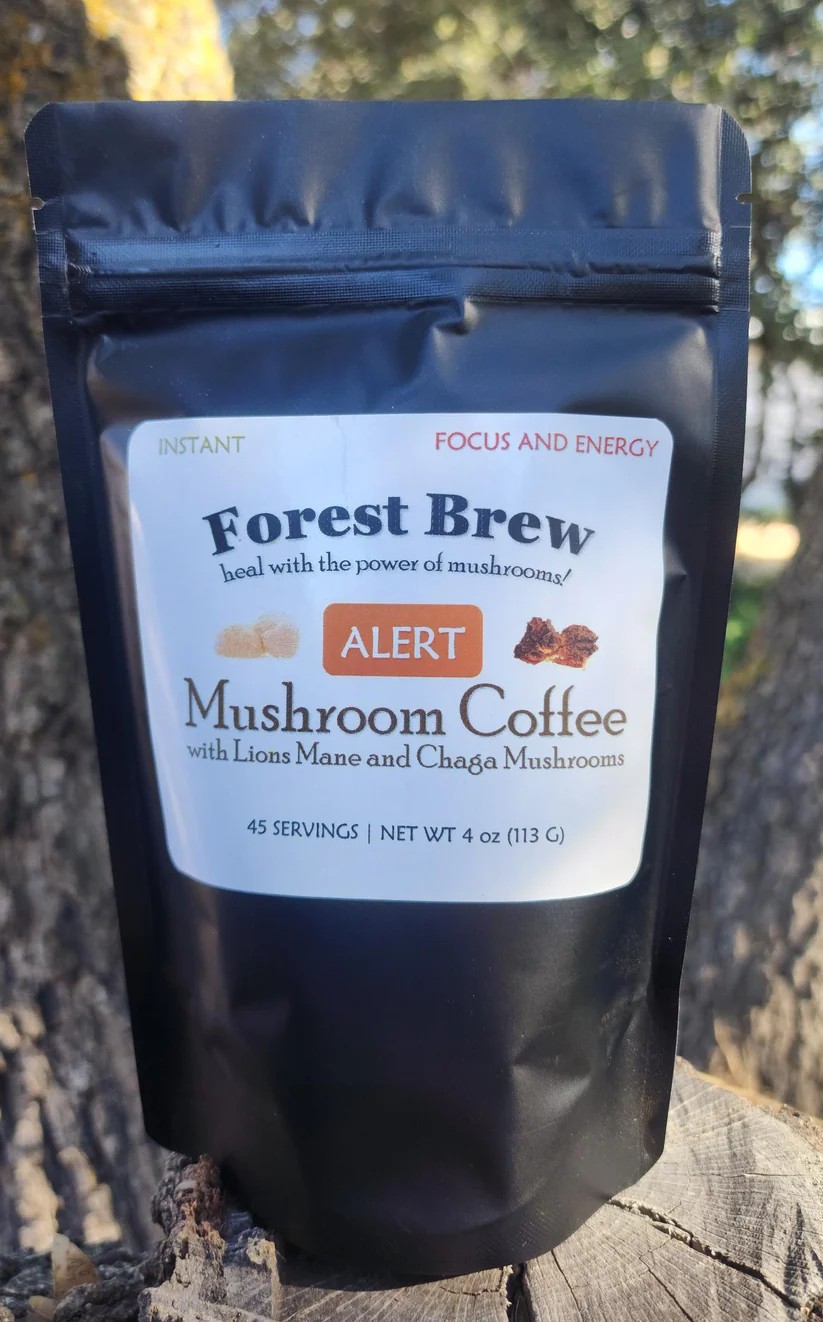 INSTANT
FOCUS AND ENERGY
Forest Brew
heal with the power of mushrooms!
ALERT
Mushroom Coffee
with Lions Mane and Chaga Mushrooms
45 SERVINGS | NET WT 4 oz (113 G)